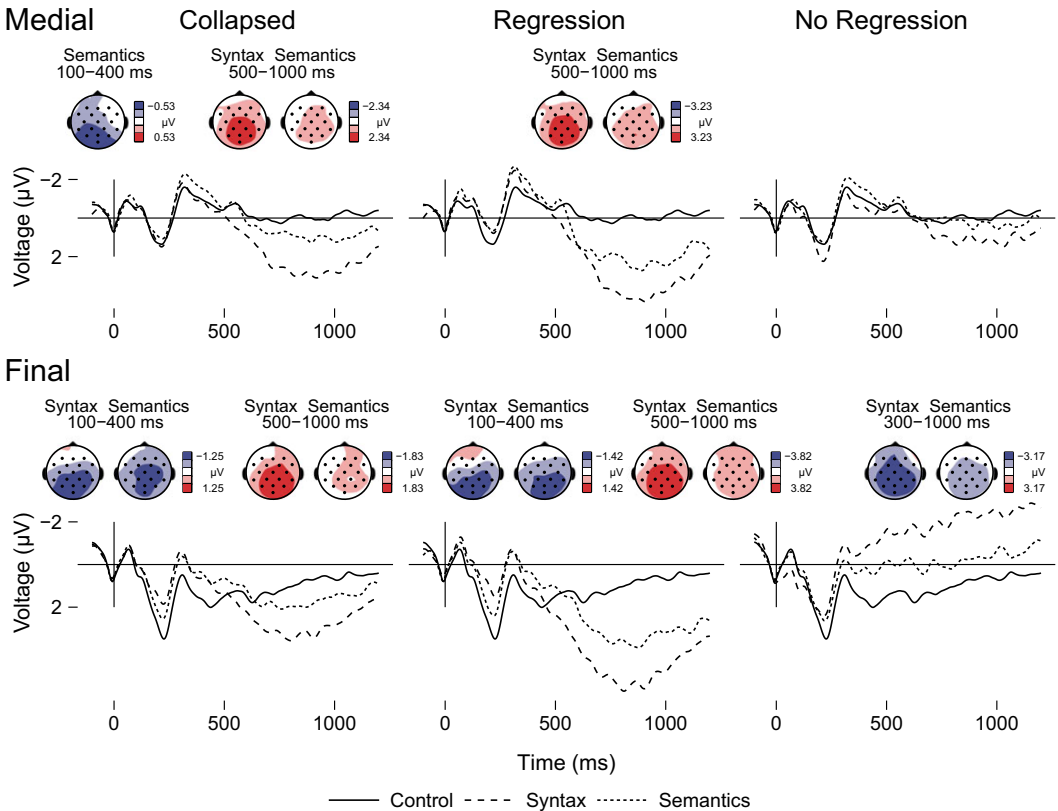 Medial Collapsed Regression No Regression
Semantics Syntax Semantics Syntax Semantics
100−400 ms 500−1000 ms 500−1000 ms
−0.53 −2.34 −3.23
µV µV µV
0.53 2.34 3.23
Voltage (µV)
−2
2
0 500 1000 0 500 1000 0 500 1000
Final
Syntax Semantics Syntax Semantics Syntax Semantics Syntax Semantics Syntax Semantics
100−400 ms 500−1000 ms 100−400 ms 500−1000 ms 300−1000 ms
−1.25 −1.83 −1.42 −3.82 −3.17
µV µV µV µV µV
1.25 1.83 1.42 3.82 3.17
Voltage (µV)
−2
2
0 500 1000 0 500 1000 0 500 1000
Time (ms)
Control Syntax Semantics